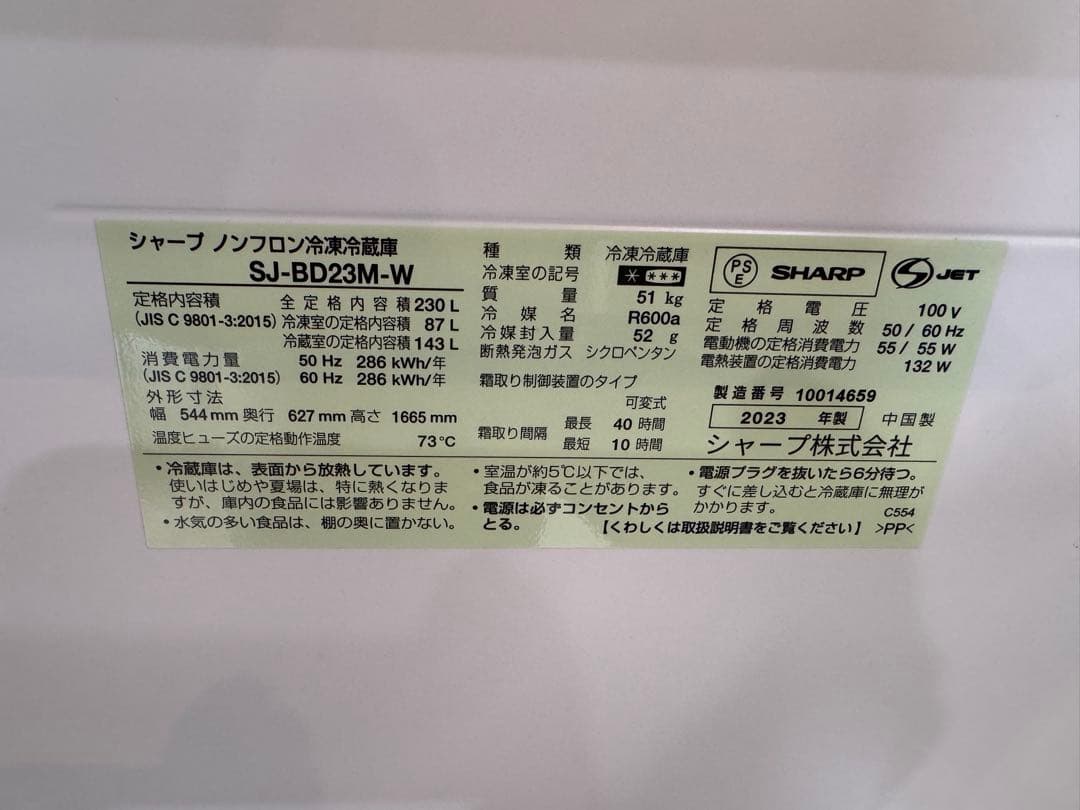 シャープ ノンフロン冷凍冷蔵庫
SJ-BD23M-W
定格内容積 全定格内容積 230 L
(JIS C 9801-3:2015) 冷凍室の定格内容積 87 L
冷蔵室の定格内容積 143 L
消費電力量 50 Hz 286 kWh/年
(JIS C 9801-3:2015) 60 Hz 286 kWh/年
外形寸法
幅 544 mm 奥行 627 mm 高さ 1665 mm
温度ヒューズの定格動作温度 73℃
種類 冷凍冷蔵庫
冷凍室の記号 * ***
質量 51 kg
冷媒名 R600a
冷媒封入量 52 g
断熱発泡ガス シクロペンタン
霜取り制御装置のタイプ
可変式
霜取り間隔 最長 40 時間
最短 10 時間
PS E SHARP S JET
定格電圧 100 V
定格周波数 50 / 60 Hz
電動機の定格消費電力 55 / 55 W
電熱装置の定格消費電力 132 W
製造番号 10014659
2023 年製 中国製
シャープ株式会社
・冷蔵庫は、表面から放熱しています。
使いはじめや夏場は、特に熱くなりま
すが、庫内の食品には影響ありません。
・水気の多い食品は、棚の奥に置かない。
・室温が約5℃以下では、
食品が凍ることがあります。
・電源は必ずコンセントから
とる。
・電源プラグを抜いたら6分待つ。
すぐに差し込むと冷蔵庫に無理が
かかります。
C554
【くわしくは取扱説明書をご覧ください】 >PP<